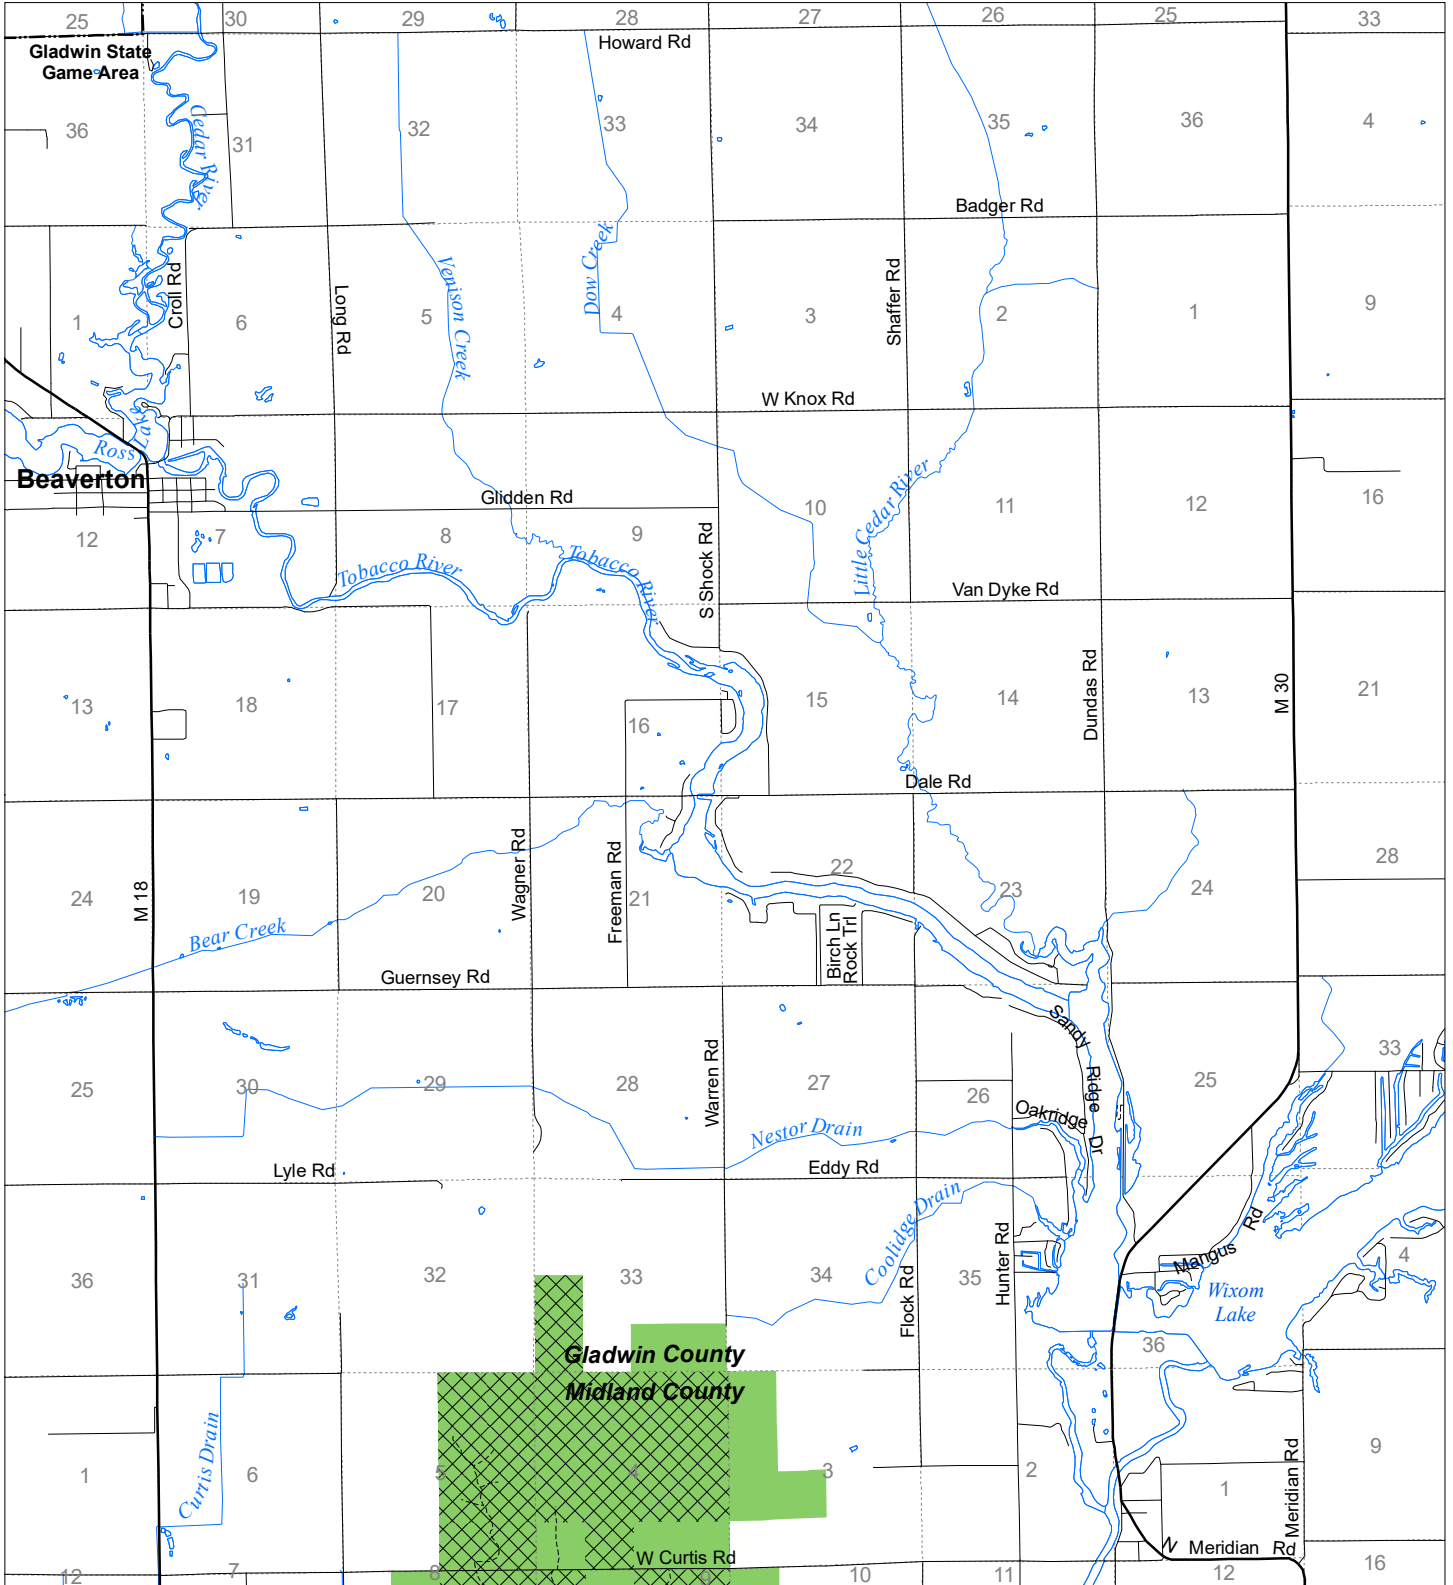 25
30
29
28
27
26
25
33
Howard Rd
Gladwin State
Game Area
36
31
32
33
34
35
36
4
Cedar River
Badger Rd
1
Croll Rd
6
Long Rd
5
Venison Creek
Dow Creek
4
3
Shaffer Rd
2
1
9
W Knox Rd
Ross Lake
Beaverton
Glidden Rd
10
Little Cedar River
11
12
16
12
7
8
9
Tobacco River
Tobacco River
S Shock Rd
Van Dyke Rd
13
18
17
16
15
14
Dundas Rd
13
M 30
21
Dale Rd
24
M 18
19
20
Wagner Rd
Freeman Rd
21
22
23
24
28
Bear Creek
Birch Ln
Rock Trl
Guernsey Rd
25
30
29
28
Warren Rd
27
26
Sandy Ridge Dr
25
33
Oakridge
Nestor Drain
Lyle Rd
Eddy Rd
36
31
32
33
34
Coolidge Drain
Flock Rd
35
Hunter Rd
Mangus Rd
4
Wixom
Lake
36
Gladwin County
Midland County
1
Curtis Drain
6
5
4
3
2
1
Meridian Rd
9
N Meridian Rd
W Curtis Rd
12
7
8
9
10
11
12
16